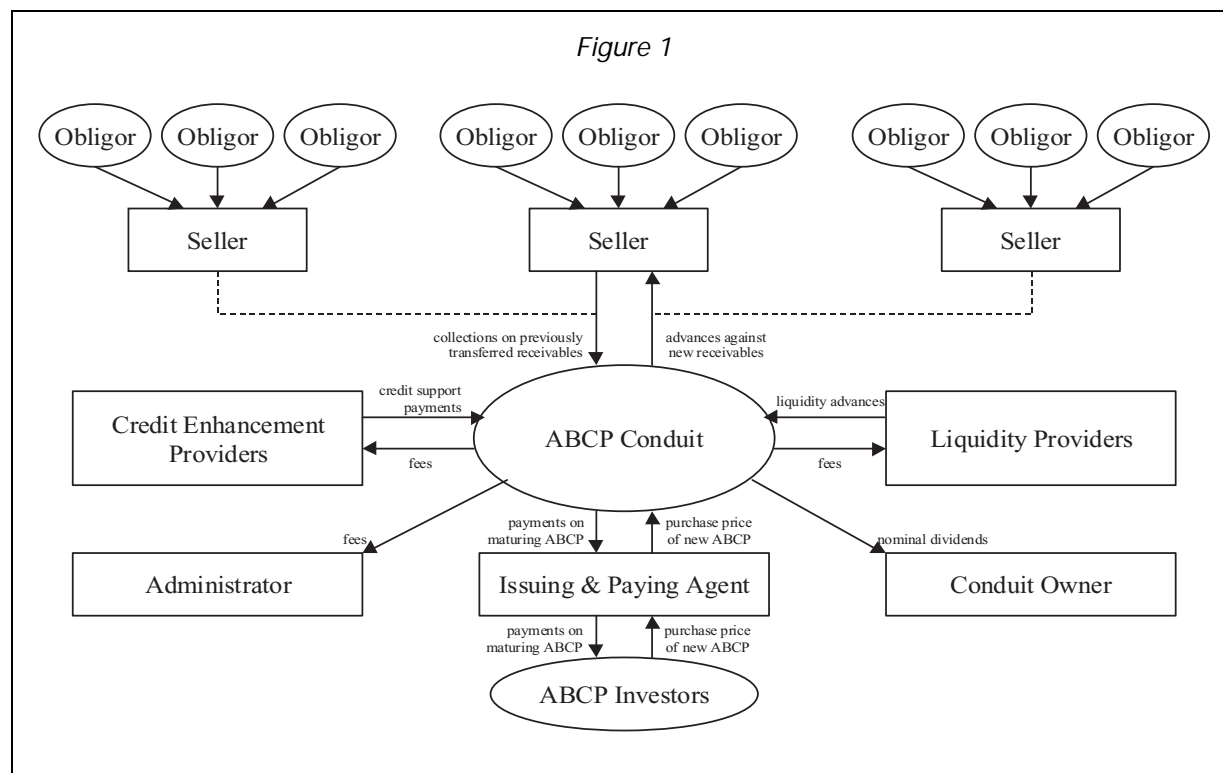 Figure 1
Obligor
Obligor
Obligor
Obligor
Obligor
Obligor
Obligor
Obligor
Obligor
Seller
Seller
Seller
collections on previously
transferred receivables
advances against
new receivables
credit support
payments
Credit Enhancement
Providers
fees
ABCP Conduit
liquidity advances
Liquidity Providers
fees
fees
payments on
maturing ABCP
purchase price
of new ABCP
nominal dividends
Administrator
Issuing & Paying Agent
Conduit Owner
payments on
maturing ABCP
purchase price
of new ABCP
ABCP Investors